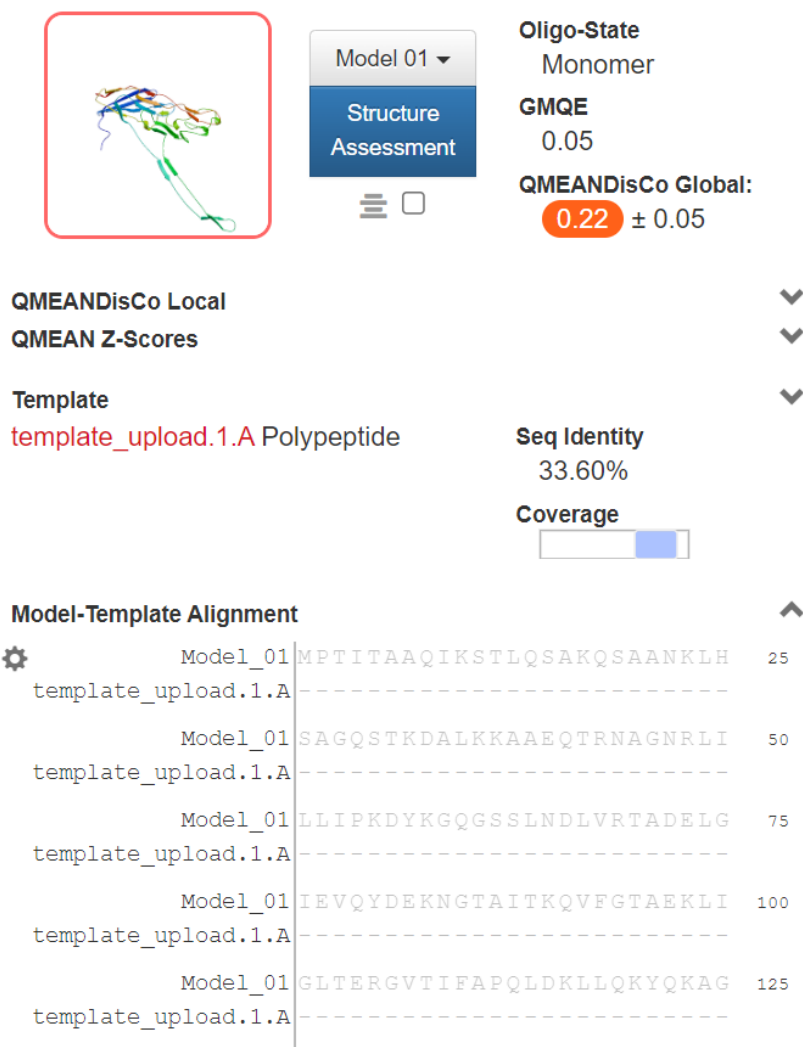 Model 01
Structure
Assessment
Oligo-State
Monomer
GMQE
0.05
QMEANDisCo Global:
0.22 ± 0.05
QMEANDisCo Local
QMEAN Z-Scores
Template
template_upload.1.A Polypeptide
Seq Identity
33.60%
Coverage
Model-Template Alignment
Model_01 MPTITAAQIKSTLQSAKQSAANKLH 25
template_upload.1.A -------------------------
Model_01 SAGQSTKDALKKAAEQTRNAGNRLI 50
template_upload.1.A -------------------------
Model_01 LLIPKDYKGQGSSLNDLVRTADELG 75
template_upload.1.A -------------------------
Model_01 IEVQYDEKNGTAITKQVFGTAEKLI 100
template_upload.1.A -------------------------
Model_01 GLTERGVTIFAPQLDKLLQKYQKAG 125
template_upload.1.A -------------------------